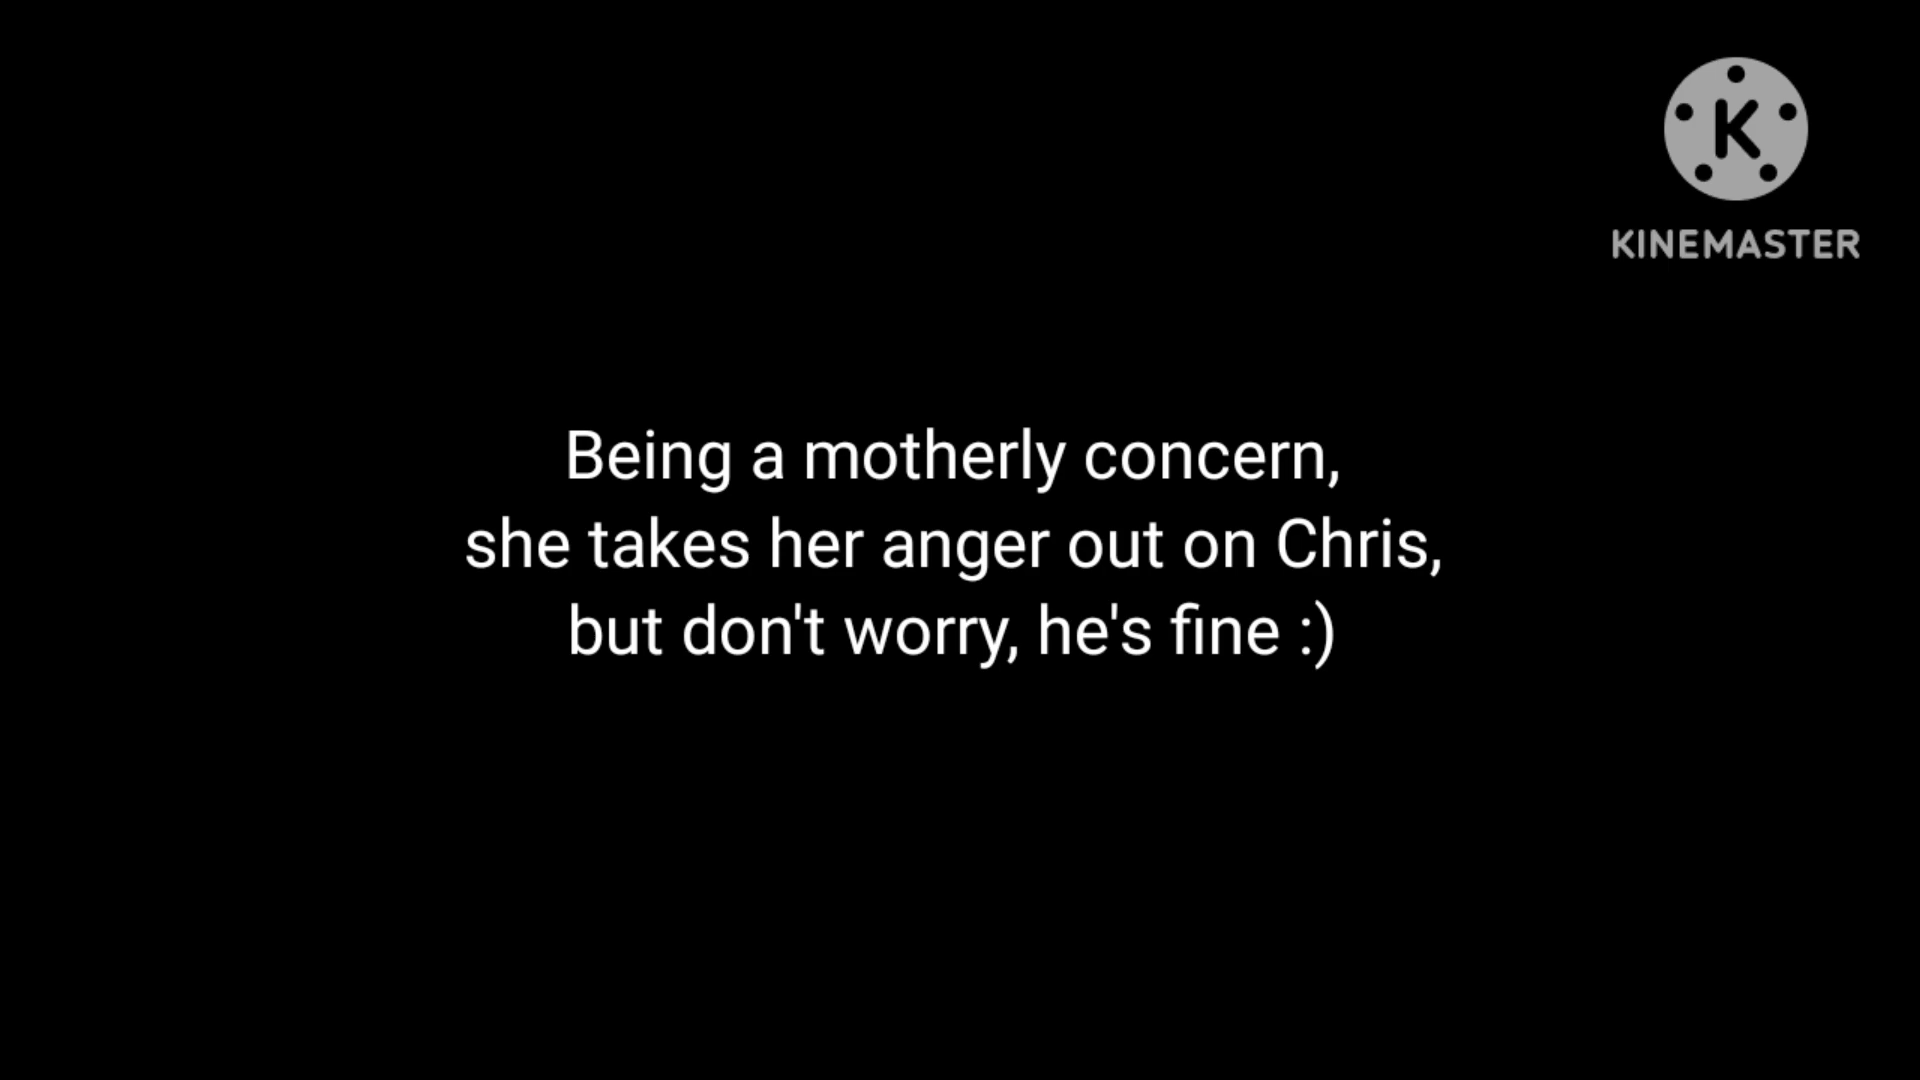 K
KINEMASTER
Being a motherly concern,
she takes her anger out on Chris,
but don't worry, he's fine :)